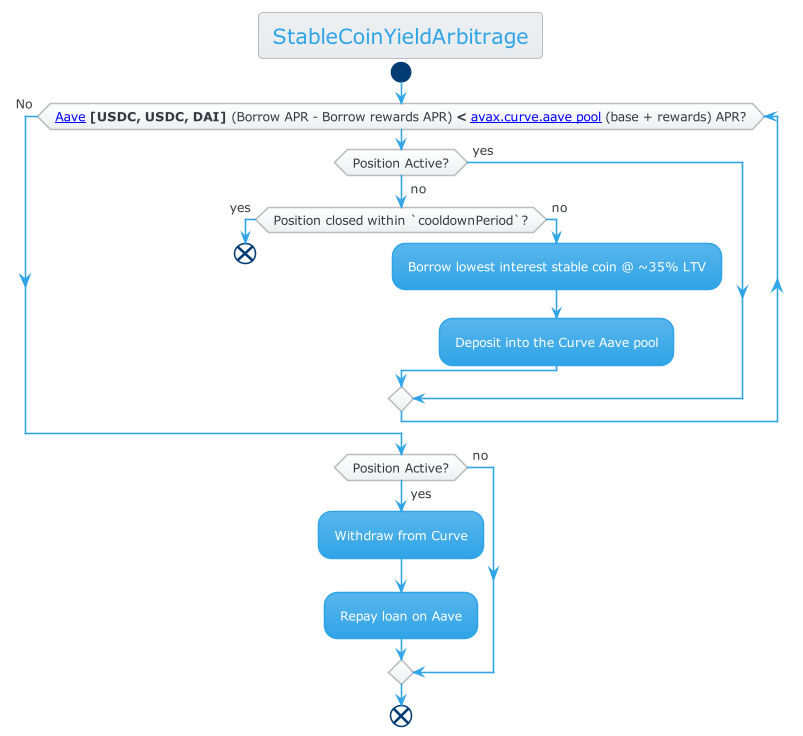 StableCoinYieldArbitrage
No
Aave [USDC, USDC, DAI] (Borrow APR - Borrow rewards APR) < avax.curve.aave pool (base + rewards) APR?
Position Active?
yes
no
yes
Position closed within `cooldownPeriod`?
no
Borrow lowest interest stable coin @ ~35% LTV
Deposit into the Curve Aave pool
Position Active?
no
yes
Withdraw from Curve
Repay loan on Aave